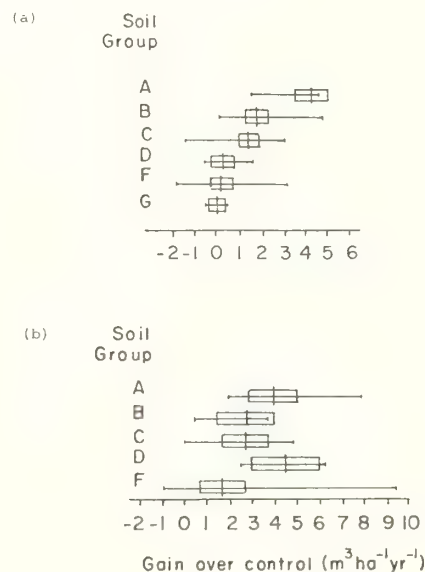 (a) Soil
Group
A
B
C
D
F
G
-2 -1 0 1 2 3 4 5 6
(b) Soil
Group
A
B
C
D
F
-2 -1 0 1 2 3 4 5 6 7 8 9 10
Gain over control (m³ha⁻¹yr⁻¹)